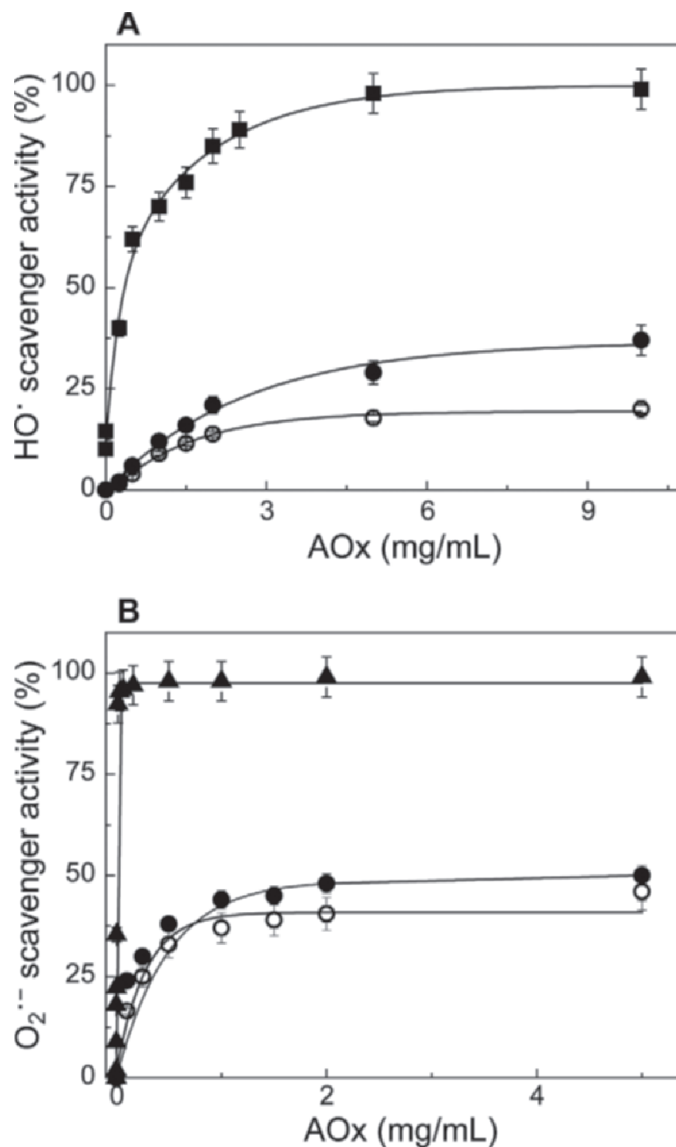 A
HO· scavenger activity (%)
100
75
50
25
0
0 3 6 9
AOx (mg/mL)
B
O₂·⁻ scavenger activity (%)
100
75
50
25
0
0 2 4
AOx (mg/mL)